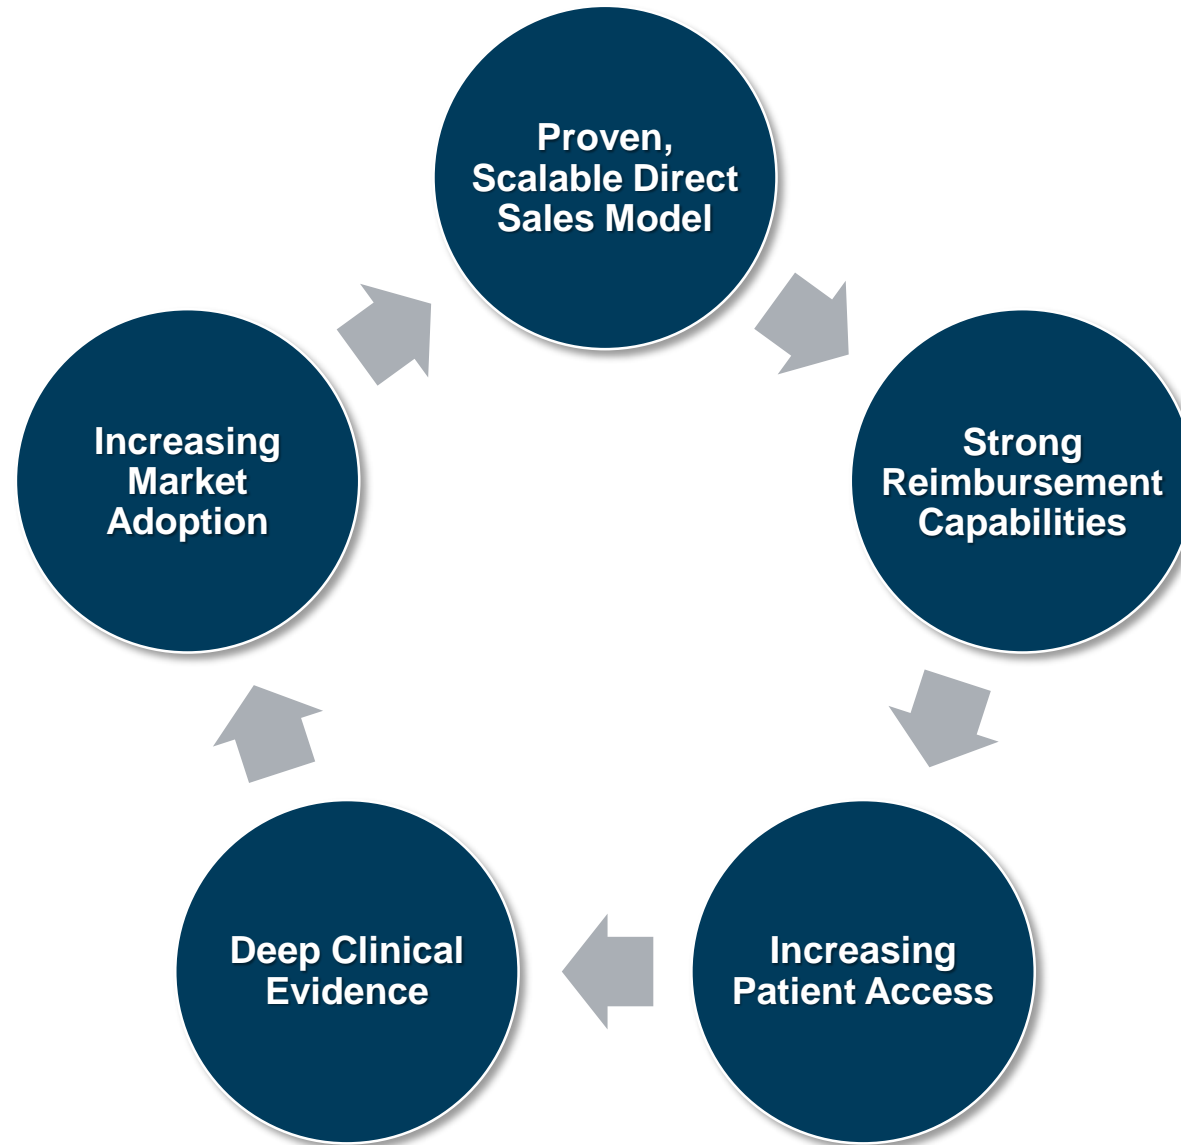 Proven,
Scalable Direct
Sales Model
Strong
Reimbursement
Capabilities
Increasing
Patient Access
Deep Clinical
Evidence
Increasing
Market
Adoption